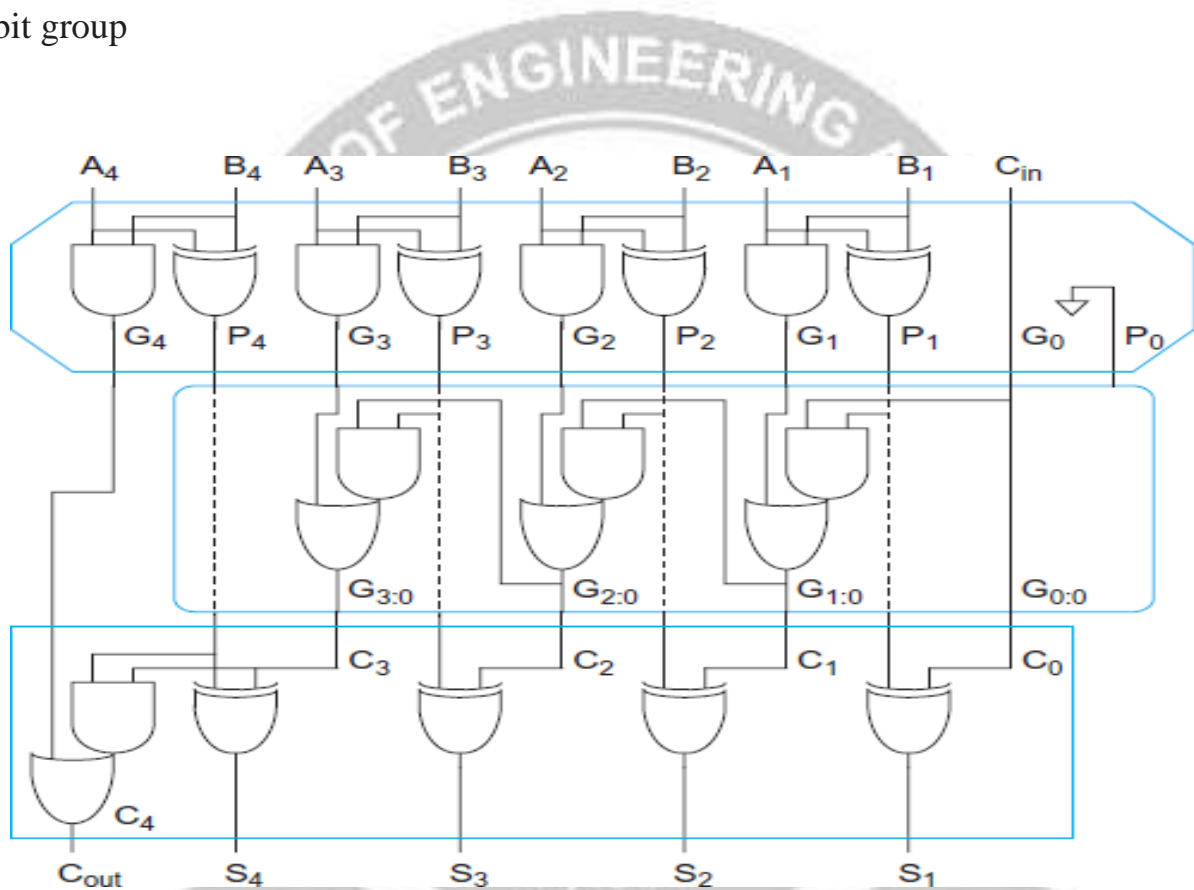 bit group
OF ENGINEERING A
A₄ B₄ A₃ B₃ A₂ B₂ A₁ B₁ Cin
G₄ P₄ G₃ P₃ G₂ P₂ G₁ P₁ G₀ P₀
G₃:₀ G₂:₀ G₁:₀ G₀:₀
C₃ C₂ C₁ C₀
C₄
Cout S₄ S₃ S₂ S₁